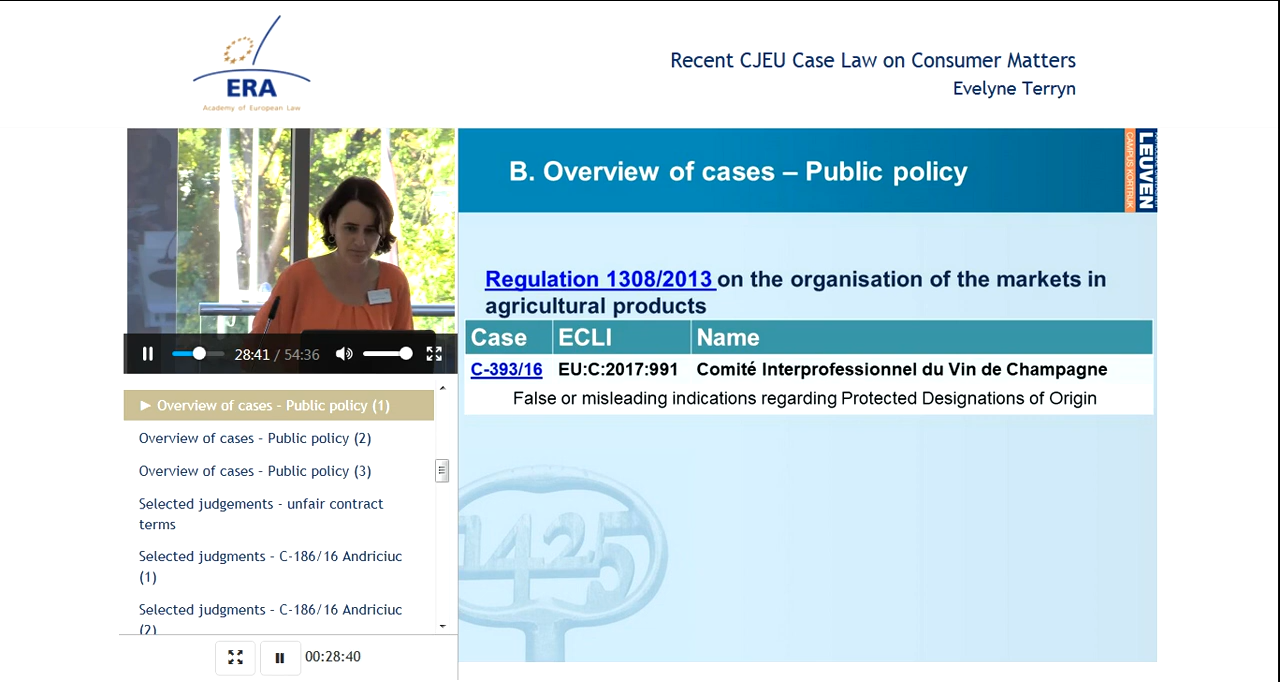 ERA
Academy of European Law
Recent CJEU Case Law on Consumer Matters
Evelyne Terryn
28:41 / 54:36
► Overview of cases - Public policy (1)
Overview of cases - Public policy (2)
Overview of cases - Public policy (3)
Selected judgements - unfair contract
terms
Selected judgments - C-186/16 Andriciuc
(1)
Selected judgments - C-186/16 Andriciuc
(2)
00:28:40
B. Overview of cases – Public policy
LEUVEN
CAMPUS KORTRIJK
Regulation 1308/2013 on the organisation of the markets in
agricultural products
Case ECLI Name
C-393/16 EU:C:2017:991 Comité Interprofessionnel du Vin de Champagne
False or misleading indications regarding Protected Designations of Origin
1425